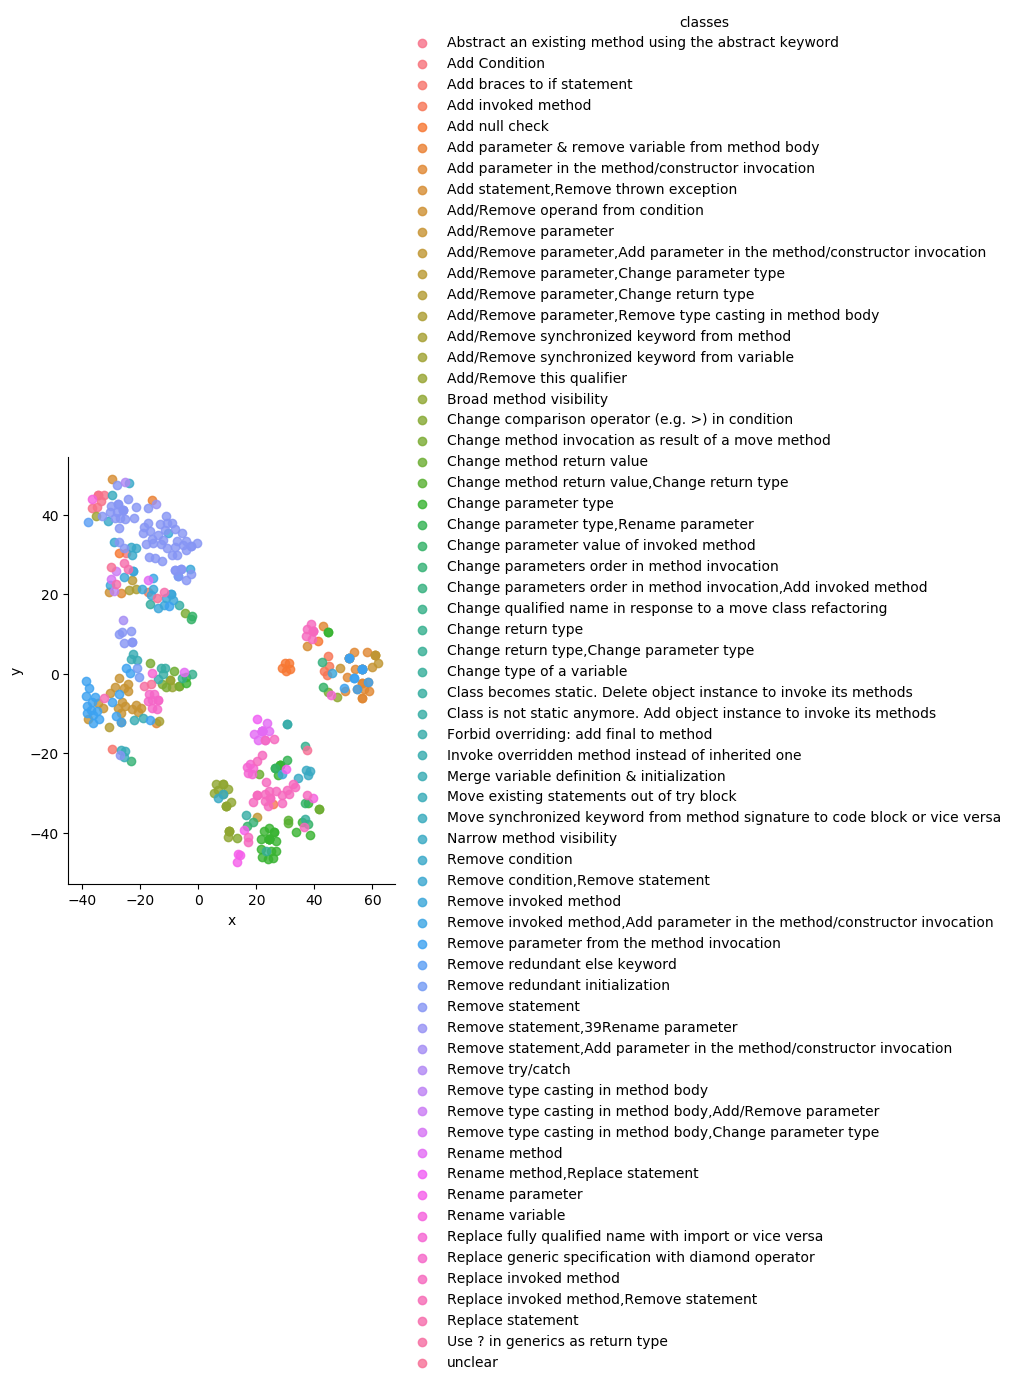 classes
Abstract an existing method using the abstract keyword
Add Condition
Add braces to if statement
Add invoked method
Add null check
Add parameter & remove variable from method body
Add parameter in the method/constructor invocation
Add statement,Remove thrown exception
Add/Remove operand from condition
Add/Remove parameter
Add/Remove parameter,Add parameter in the method/constructor invocation
Add/Remove parameter,Change parameter type
Add/Remove parameter,Change return type
Add/Remove parameter,Remove type casting in method body
Add/Remove synchronized keyword from method
Add/Remove synchronized keyword from variable
Add/Remove this qualifier
Broad method visibility
Change comparison operator (e.g. >) in condition
Change method invocation as result of a move method
Change method return value
Change method return value,Change return type
Change parameter type
Change parameter type,Rename parameter
Change parameter value of invoked method
Change parameters order in method invocation
Change parameters order in method invocation,Add invoked method
Change qualified name in response to a move class refactoring
Change return type
Change return type,Change parameter type
Change type of a variable
Class becomes static. Delete object instance to invoke its methods
Class is not static anymore. Add object instance to invoke its methods
Forbid overriding: add final to method
Invoke overridden method instead of inherited one
Merge variable definition & initialization
Move existing statements out of try block
Move synchronized keyword from method signature to code block or vice versa
Narrow method visibility
Remove condition
Remove condition,Remove statement
Remove invoked method
Remove invoked method,Add parameter in the method/constructor invocation
Remove parameter from the method invocation
Remove redundant else keyword
Remove redundant initialization
Remove statement
Remove statement,39Rename parameter
Remove statement,Add parameter in the method/constructor invocation
Remove try/catch
Remove type casting in method body
Remove type casting in method body,Add/Remove parameter
Remove type casting in method body,Change parameter type
Rename method
Rename method,Replace statement
Rename parameter
Rename variable
Replace fully qualified name with import or vice versa
Replace generic specification with diamond operator
Replace invoked method
Replace invoked method,Remove statement
Replace statement
Use ? in generics as return type
unclear
40
20
0
−20
−40
y
−40 −20 0 20 40 60
x